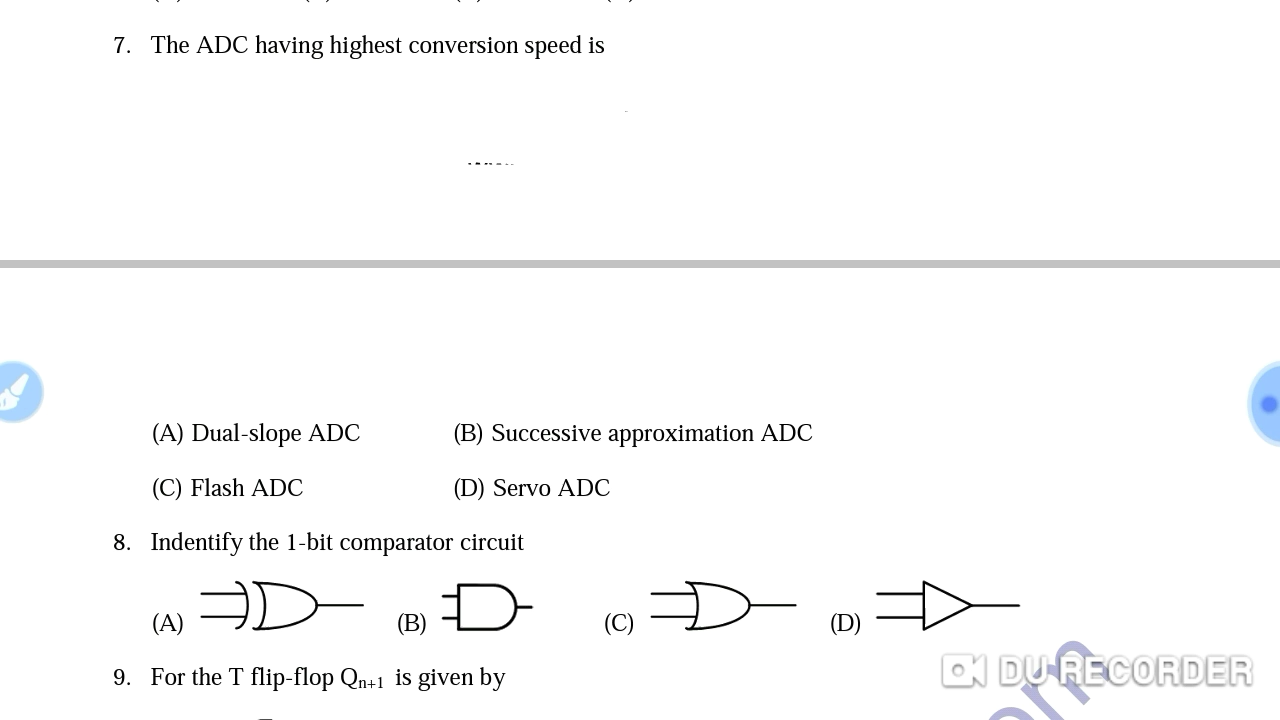 7. The ADC having highest conversion speed is
(A) Dual-slope ADC (B) Successive approximation ADC
(C) Flash ADC (D) Servo ADC
8. Indentify the 1-bit comparator circuit
(A) (B) (C) (D)
9. For the T flip-flop Qn+1 is given by
DU RECORDER